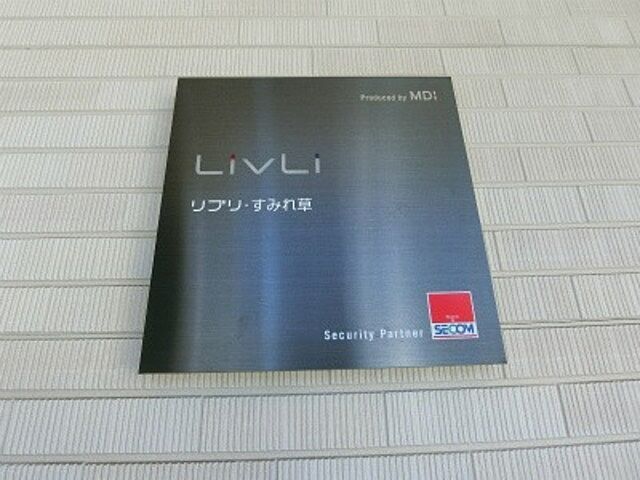 Produced by MDI
LivLi
リブリ・すみれ草
Security Partner
SECOM